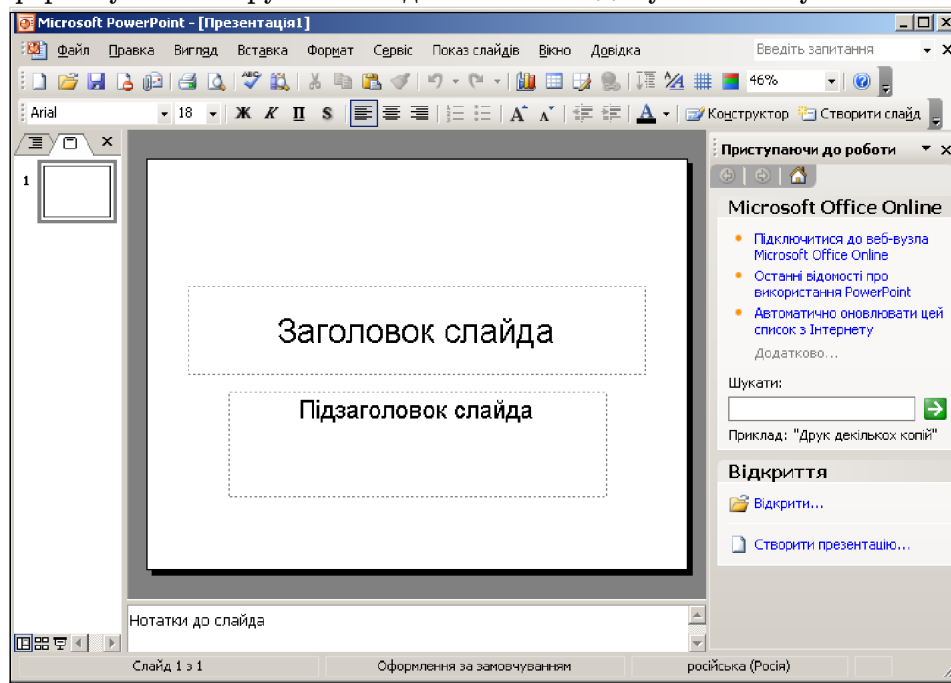 Microsoft PowerPoint - [Презентація1]
Файл Правка Вигляд Вставка Формат Сервіс Показ слайдів Вікно Довідка Введіть запитання
46%
Arial 18 Ж К П S Конструктор Створити слайд
Приступаючи до роботи
1
Microsoft Office Online
Підключитися до веб-вузла
Microsoft Office Online
Останні відомості про
використання PowerPoint
Автоматично оновлювати цей
список з Інтернету
Додатково...
Шукати:
Приклад: "Друк декількох копій"
Відкриття
Відкрити...
Створити презентацію...
Заголовок слайда
Підзаголовок слайда
Нотатки до слайда
Слайд 1 з 1 Оформлення за замовчуванням російська (Росія)